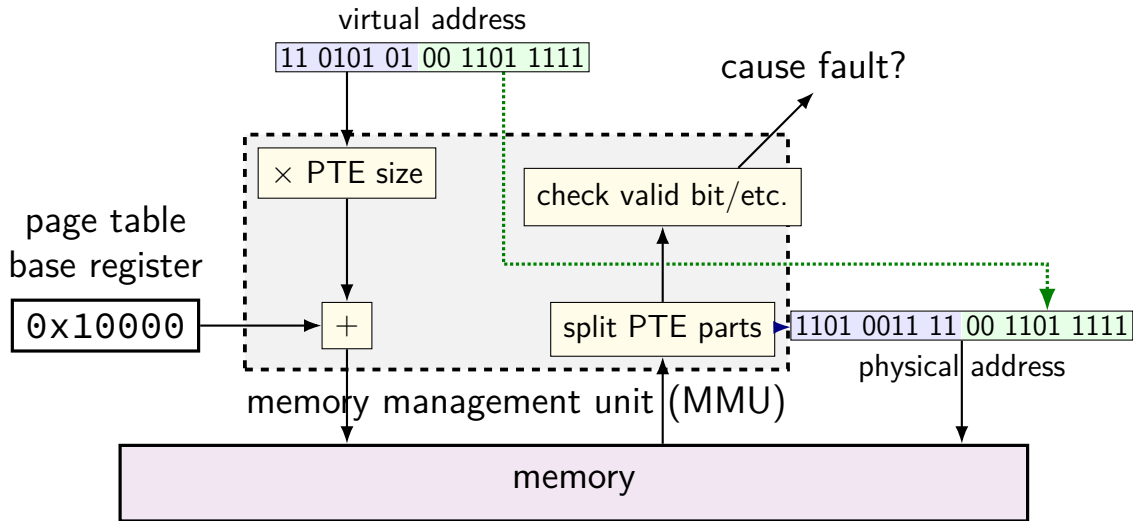 virtual address
11 0101 01 00 1101 1111
cause fault?
× PTE size
check valid bit/etc.
page table
base register
0x10000
+
split PTE parts
1101 0011 11 00 1101 1111
physical address
memory management unit (MMU)
memory